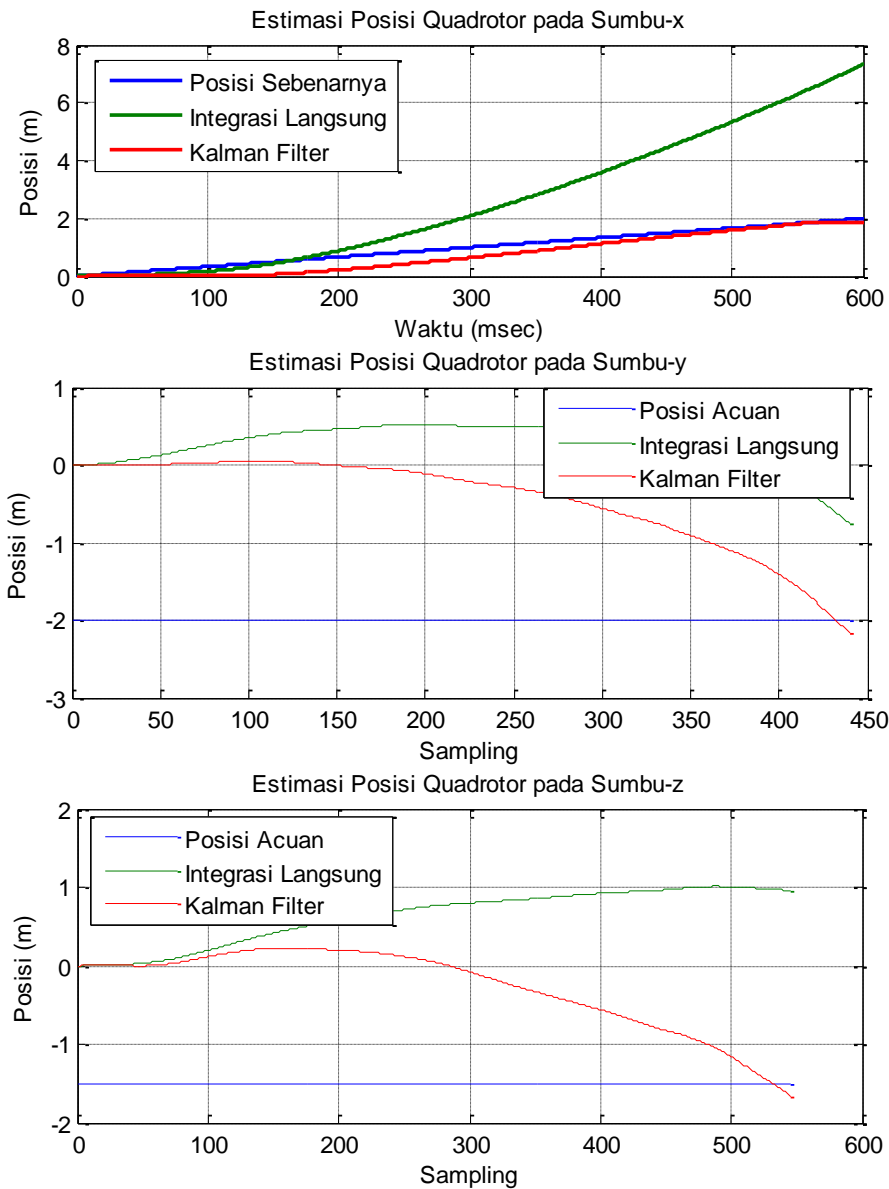 Estimasi Posisi Quadrotor pada Sumbu-x
8
6
4
2
0
Posisi (m)
Posisi Sebenarnya
Integrasi Langsung
Kalman Filter
0 100 200 300 400 500 600
Waktu (msec)
Estimasi Posisi Quadrotor pada Sumbu-y
1
0
-1
-2
-3
Posisi (m)
Posisi Acuan
Integrasi Langsung
Kalman Filter
0 50 100 150 200 250 300 350 400 450
Sampling
Estimasi Posisi Quadrotor pada Sumbu-z
2
1
0
-1
-2
Posisi (m)
Posisi Acuan
Integrasi Langsung
Kalman Filter
0 100 200 300 400 500 600
Sampling